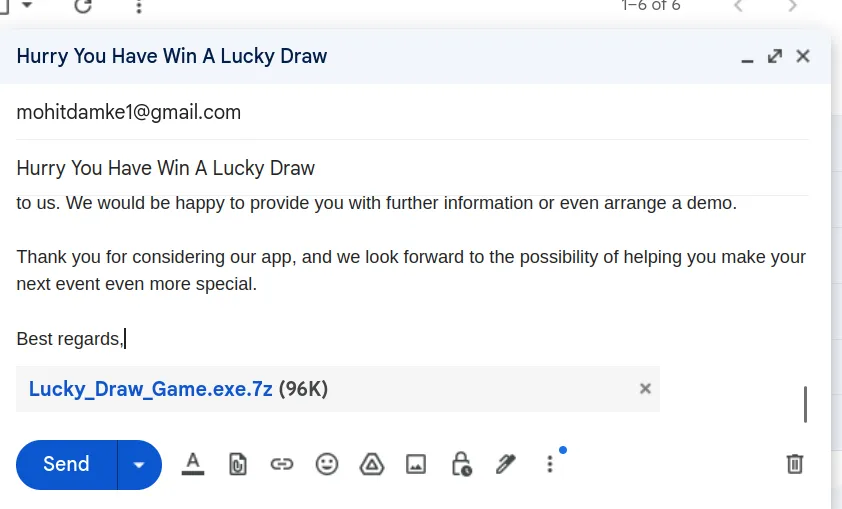 1–6 of 6
Hurry You Have Win A Lucky Draw
mohitdamke1@gmail.com
Hurry You Have Win A Lucky Draw
to us. We would be happy to provide you with further information or even arrange a demo.
Thank you for considering our app, and we look forward to the possibility of helping you make your
next event even more special.
Best regards,
Lucky_Draw_Game.exe.7z (96K)
Send